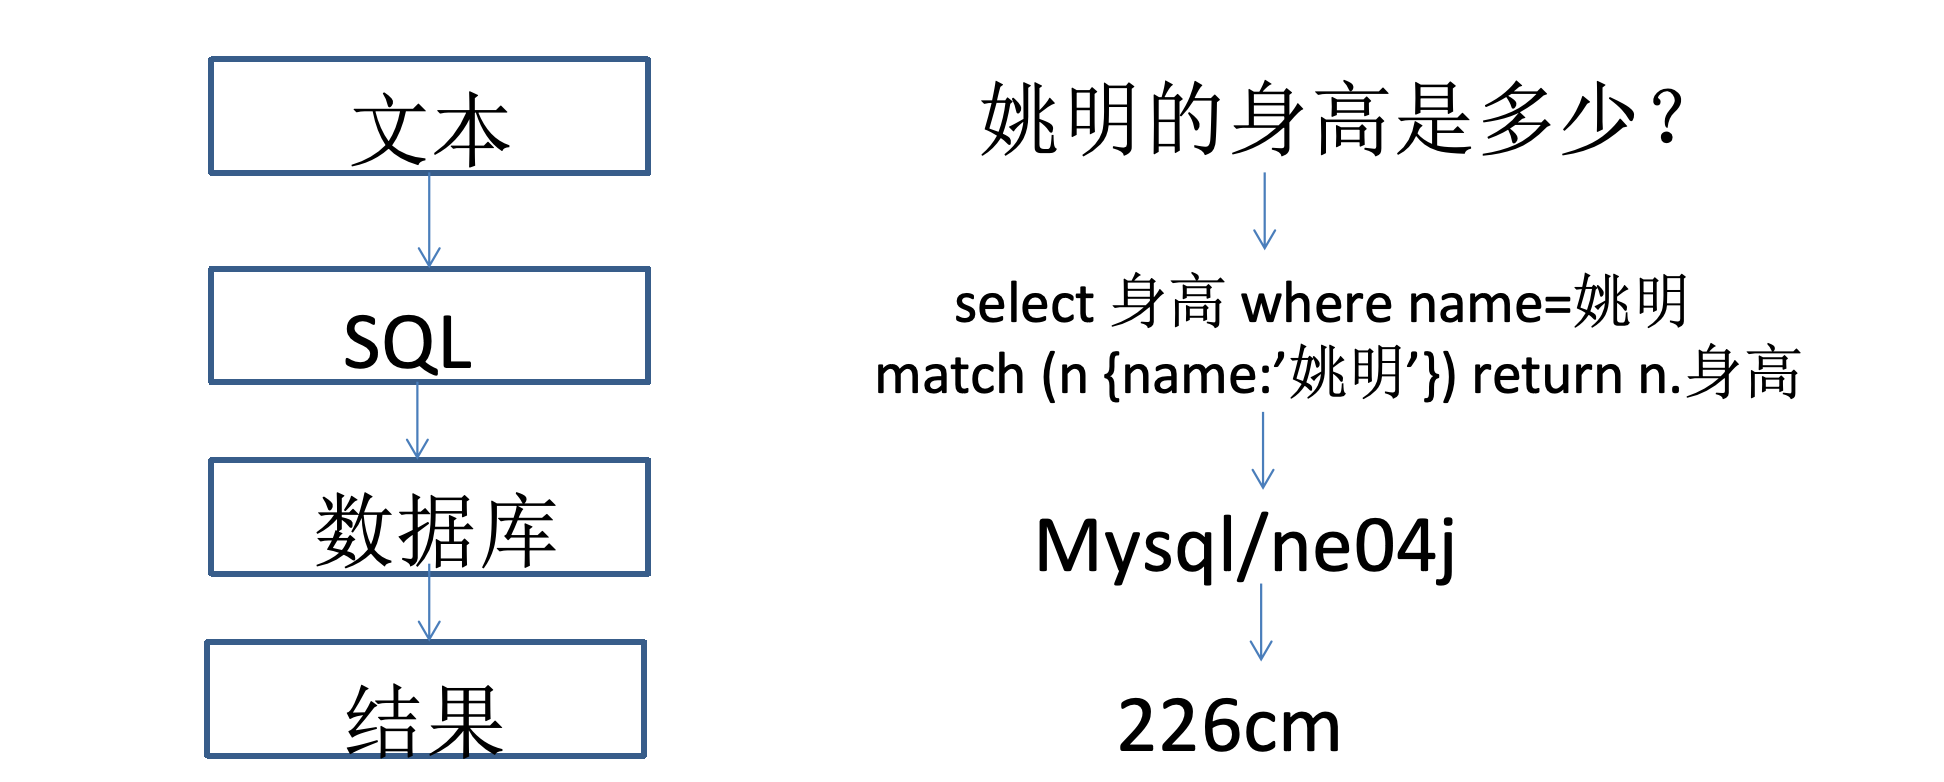 文本
SQL
数据库
结果
姚明的身高是多少？
select 身高 where name=姚明
match (n {name:’姚明’}) return n.身高
Mysql/ne04j
226cm